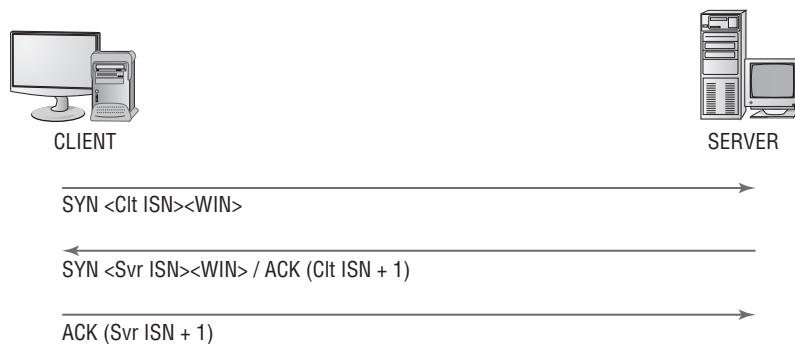 CLIENT
SERVER
SYN <Clt ISN><WIN>
SYN <Svr ISN><WIN> / ACK (Clt ISN + 1)
ACK (Svr ISN + 1)